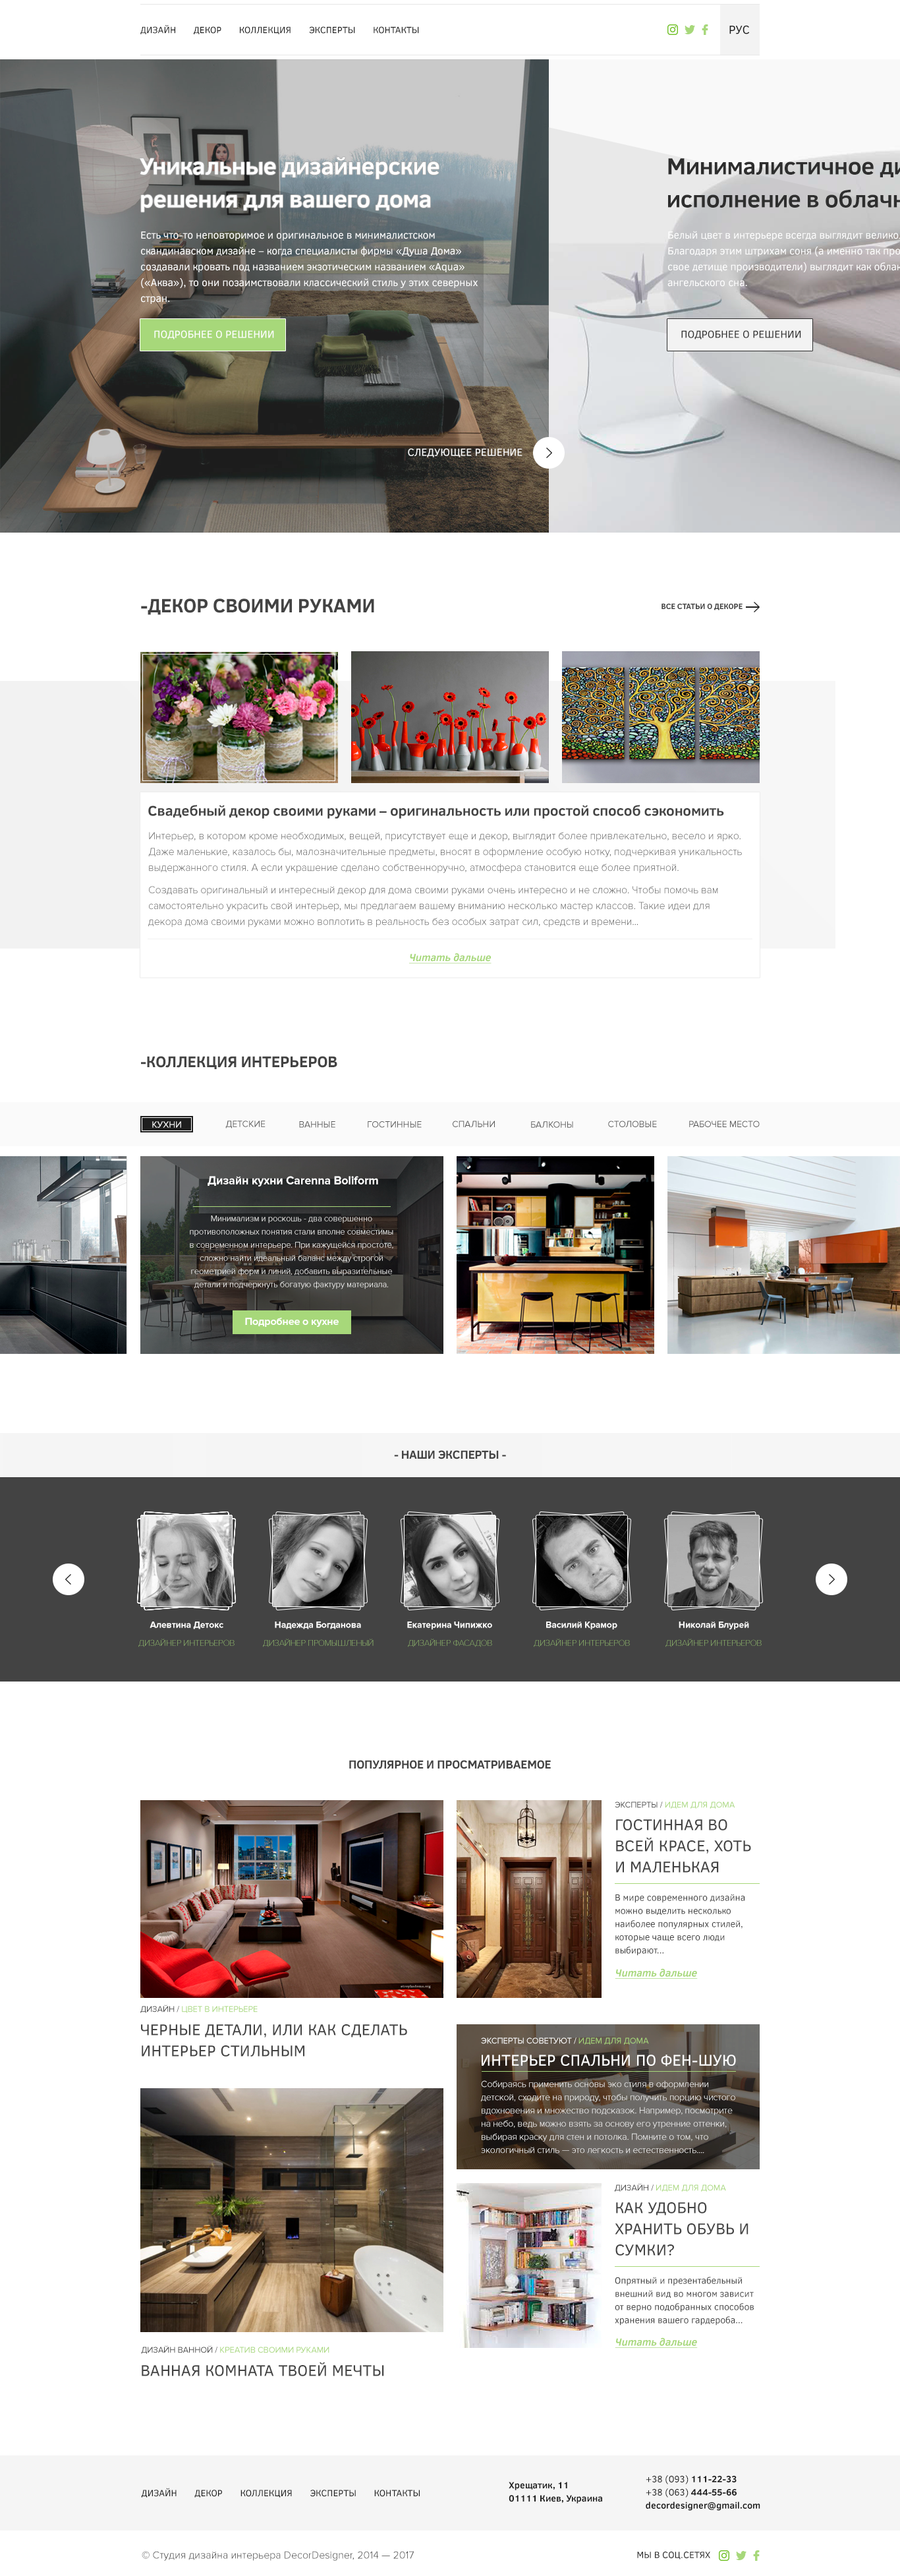 ДИЗАЙН ДЕКОР КОЛЛЕКЦИЯ ЭКСПЕРТЫ КОНТАКТЫ
РУС
Уникальные дизайнерские
решения для вашего дома
Есть что-то неповторимое и оригинальное в минималистском
скандинавском дизайне – когда специалисты фирмы «Душа Дома»
создавали кровать под названием экзотическим названием «Aqua»
(«Аква»), то они позаимствовали классический стиль у этих северных
стран.
ПОДРОБНЕЕ О РЕШЕНИИ
СЛЕДУЮЩЕЕ РЕШЕНИЕ
Минималистичное ди
исполнение в облачн
Белый цвет в интерьере всегда выглядит велико
Благодаря этим штрихам соня (а именно так про
свое детище производители) выглядит как обла
ангельского сна.
ПОДРОБНЕЕ О РЕШЕНИИ
-ДЕКОР СВОИМИ РУКАМИ
ВСЕ СТАТЬИ О ДЕКОРЕ
Свадебный декор своими руками – оригинальность или простой способ сэкономить
Интерьер, в котором кроме необходимых, вещей, присутствует еще и декор, выглядит более привлекательно, весело и ярко.
Даже маленькие, казалось бы, малозначительные предметы, вносят в оформление особую нотку, подчеркивая уникальность
выдержанного стиля. А если украшение сделано собственноручно, атмосфера становится еще более приятной.
Создавать оригинальный и интересный декор для дома своими руками очень интересно и не сложно. Чтобы помочь вам
самостоятельно украсить свой интерьер, мы предлагаем вашему вниманию несколько мастер классов. Такие идеи для
декора дома своими руками можно воплотить в реальность без особых затрат сил, средств и времени...
Читать дальше
-КОЛЛЕКЦИЯ ИНТЕРЬЕРОВ
КУХНИ ДЕТСКИЕ ВАННЫЕ ГОСТИННЫЕ СПАЛЬНИ БАЛКОНЫ СТОЛОВЫЕ РАБОЧЕЕ МЕСТО
Дизайн кухни Carenna Bollform
Минимализм и роскошь - два совершенно
противоположных понятия стали вполне совместимы
в современном интерьере. При кажущейся простоте,
сложно найти идеальный баланс между строгой
геометрией форм и линий, добавить выразительные
детали и подчеркнуть богатую фактуру материала.
Подробнее о кухне
- НАШИ ЭКСПЕРТЫ -
Алевтина Детокс
ДИЗАЙНЕР ИНТЕРЬЕРОВ
Надежда Богданова
ДИЗАЙНЕР ПРОМЫШЛЕНЫЙ
Екатерина Чипижко
ДИЗАЙНЕР ФАСАДОВ
Василий Крамор
ДИЗАЙНЕР ИНТЕРЬЕРОВ
Николай Блурей
ДИЗАЙНЕР ИНТЕРЬЕРОВ
ПОПУЛЯРНОЕ И ПРОСМАТРИВАЕМОЕ
ДИЗАЙН / ЦВЕТ В ИНТЕРЬЕРЕ
ЧЕРНЫЕ ДЕТАЛИ, ИЛИ КАК СДЕЛАТЬ
ИНТЕРЬЕР СТИЛЬНЫМ
ДИЗАЙН ВАННОЙ / КРЕАТИВ СВОИМИ РУКАМИ
ВАННАЯ КОМНАТА ТВОЕЙ МЕЧТЫ
ЭКСПЕРТЫ / ИДЕМ ДЛЯ ДОМА
ГОСТИННАЯ ВО
ВСЕЙ КРАСЕ, ХОТЬ
И МАЛЕНЬКАЯ
В мире современного дизайна
можно выделить несколько
наиболее популярных стилей,
которые чаще всего люди
выбирают...
Читать дальше
ЭКСПЕРТЫ СОВЕТУЮТ / ИДЕМ ДЛЯ ДОМА
ИНТЕРЬЕР СПАЛЬНИ ПО ФЕН-ШУЮ
Собираясь применить основы эко стиля в оформлении
детской, сходите на природу, чтобы получить порцию чистого
вдохновения и множество подсказок. Например, посмотрите
на небо, ведь можно взять за основу его утренние оттенки,
выбирая краску для стен и потолка. Помните о том, что
экологичный стиль — это легкость и естественность....
ДИЗАЙН / ИДЕМ ДЛЯ ДОМА
КАК УДОБНО
ХРАНИТЬ ОБУВЬ И
СУМКИ?
Опрятный и презентабельный
внешний вид во многом зависит
от верно подобранных способов
хранения вашего гардероба...
Читать дальше
ДИЗАЙН ДЕКОР КОЛЛЕКЦИЯ ЭКСПЕРТЫ КОНТАКТЫ
Хрещатик, 11
01111 Киев, Украина
+38 (093) 111-22-33
+38 (063) 444-55-66
decordesigner@gmail.com
© Студия дизайна интерьера DecorDesigner, 2014 — 2017
МЫ В СОЦ.СЕТЯХ